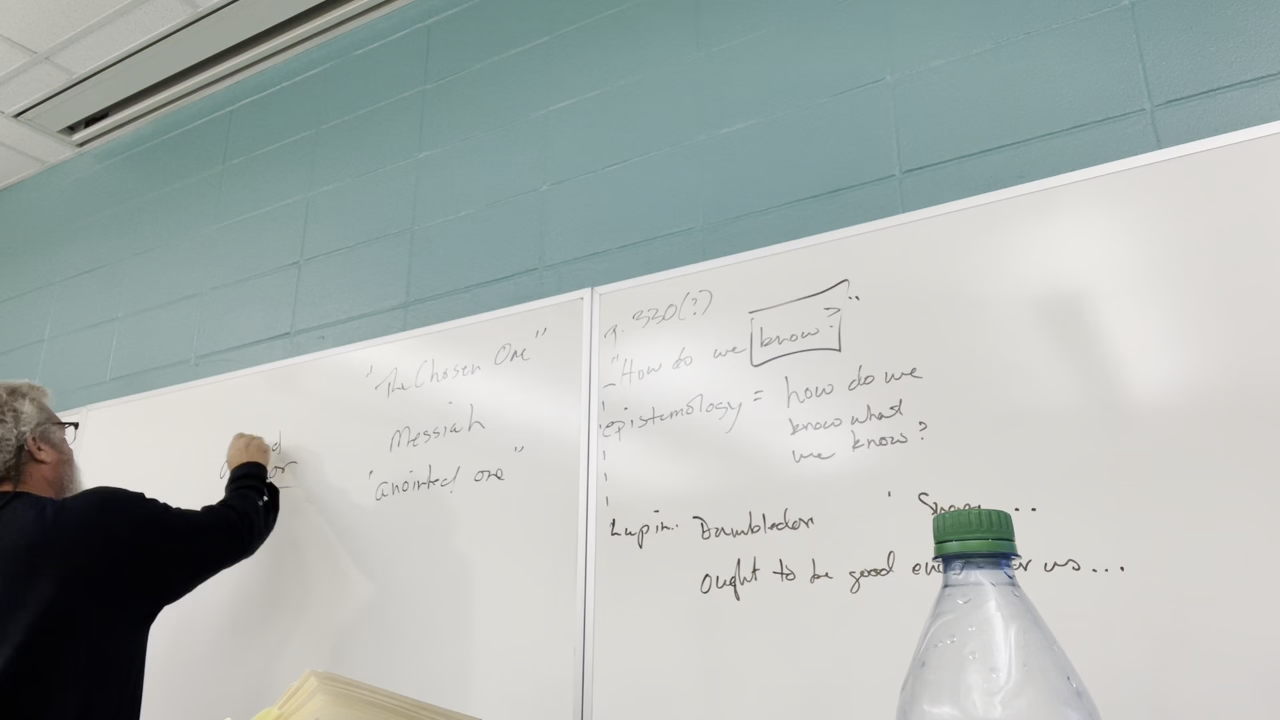 "The Chosen One"
Messiah
"anointed one"
p. 330(?)
"How do we know?"
epistemology = how do we
know what
we know?
Lupin: Dumbledore
ought to be good us...